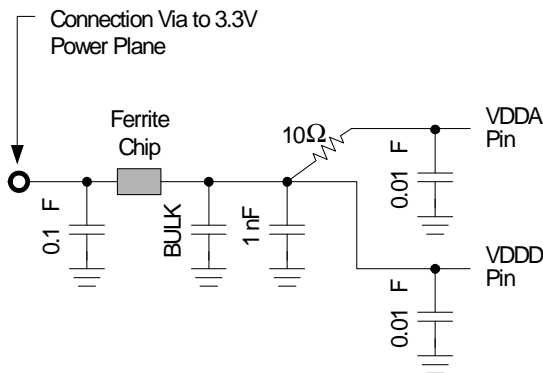 Connection Via to 3.3V
Power Plane
Ferrite
Chip
10Ω
VDDA
Pin
0.1 F
BULK
1 nF
0.01 F
VDDD
Pin
0.01 F